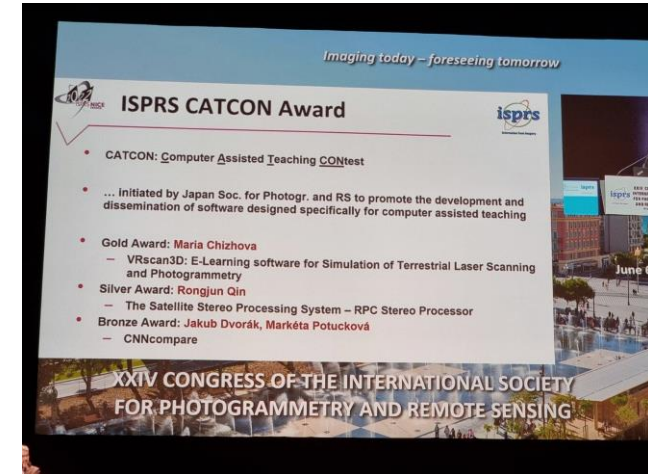 Imaging today – foreseeing tomorrow
ISPRS CATCON Award
isprs
• CATCON: Computer Assisted Teaching CONtest
• ... initiated by Japan Soc. for Photogr. and RS to promote the development and
dissemination of software designed specifically for computer assisted teaching
• Gold Award: Maria Chizhova
– VRscan3D: E-Learning software for Simulation of Terrestrial Laser Scanning
and Photogrammetry
• Silver Award: Rongjun Qin
– The Satellite Stereo Processing System – RPC Stereo Processor
• Bronze Award: Jakub Dvorák, Markéta Potucková
– CNNcompare
June
XXIV CONGRESS OF THE INTERNATIONAL SOCIETY
FOR PHOTOGRAMMETRY AND REMOTE SENSING